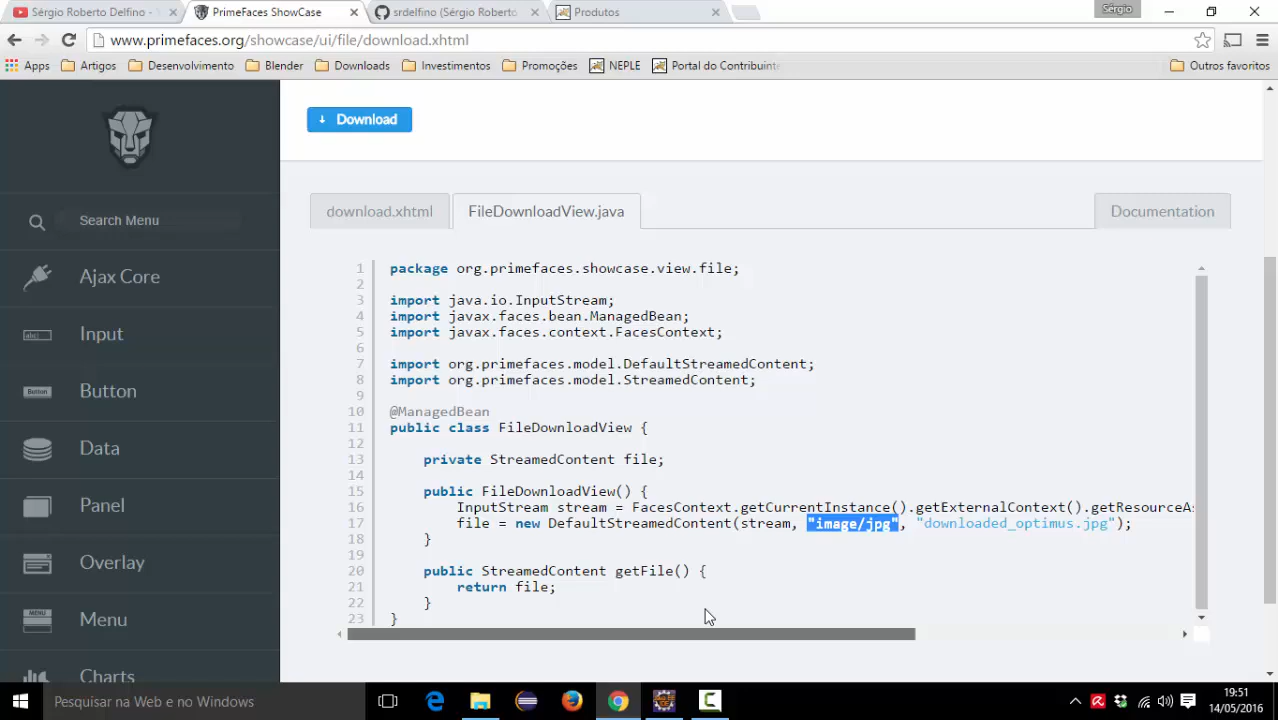 Sérgio Roberto Delfino - Y
PrimeFaces ShowCase
srdelfino (Sérgio Roberto
Produtos
Sérgio
www.primefaces.org/showcase/ui/file/download.xhtml
Apps
Artigos
Desenvolvimento
Blender
Downloads
Investimentos
Promoções
NEPLE
Portal do Contribuinte
Outros favoritos
Download
Search Menu
Ajax Core
Input
Button
Data
Panel
Overlay
MENU
Menu
Charts
download.xhtml
FileDownloadView.java
Documentation
1 package org.primefaces.showcase.view.file;
2
3 import java.io.InputStream;
4 import javax.faces.bean.ManagedBean;
5 import javax.faces.context.FacesContext;
6
7 import org.primefaces.model.DefaultStreamedContent;
8 import org.primefaces.model.StreamedContent;
9
10 @ManagedBean
11 public class FileDownloadView {
12
13 private StreamedContent file;
14
15 public FileDownloadView() {
16 InputStream stream = FacesContext.getCurrentInstance().getExternalContext().getResourceAs
17 file = new DefaultStreamedContent(stream, "image/jpg", "downloaded_optimus.jpg");
18 }
19
20 public StreamedContent getFile() {
21 return file;
22 }
23 }
Pesquisar na Web e no Windows
19:51
14/05/2016